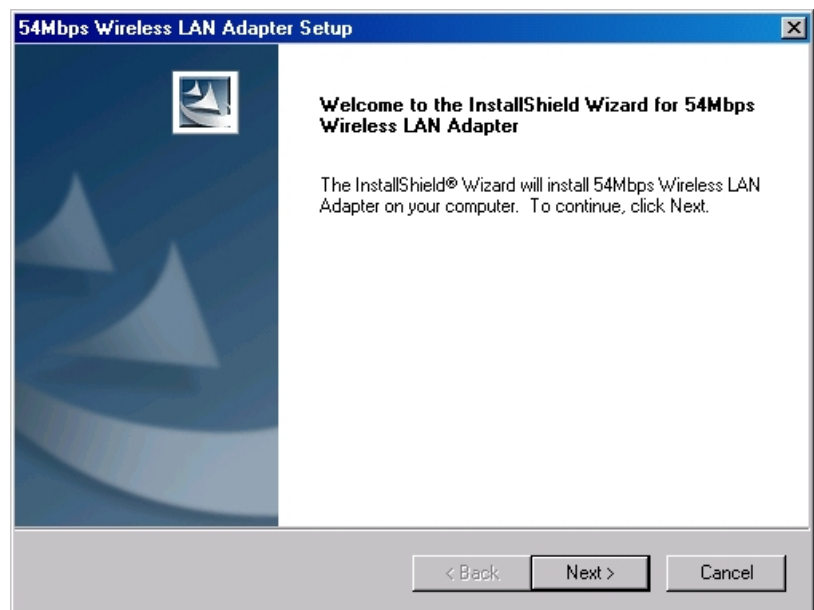 54Mbps Wireless LAN Adapter Setup
Welcome to the InstallShield Wizard for 54Mbps
Wireless LAN Adapter
The InstallShield® Wizard will install 54Mbps Wireless LAN
Adapter on your computer. To continue, click Next.
< Back
Next >
Cancel